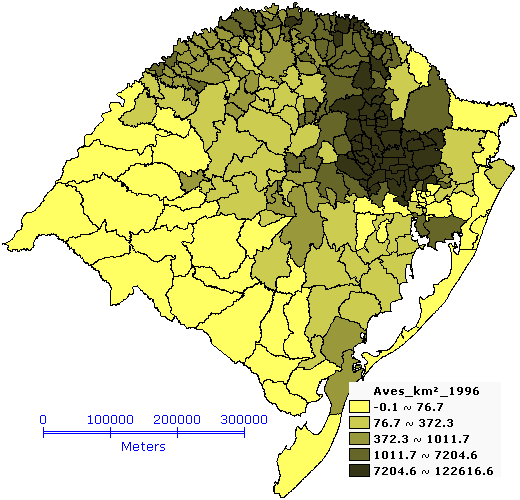 Aves_km²_1996
-0.1 ~ 76.7
76.7 ~ 372.3
372.3 ~ 1011.7
1011.7 ~ 7204.6
7204.6 ~ 122616.6
0 100000 200000 300000
Meters